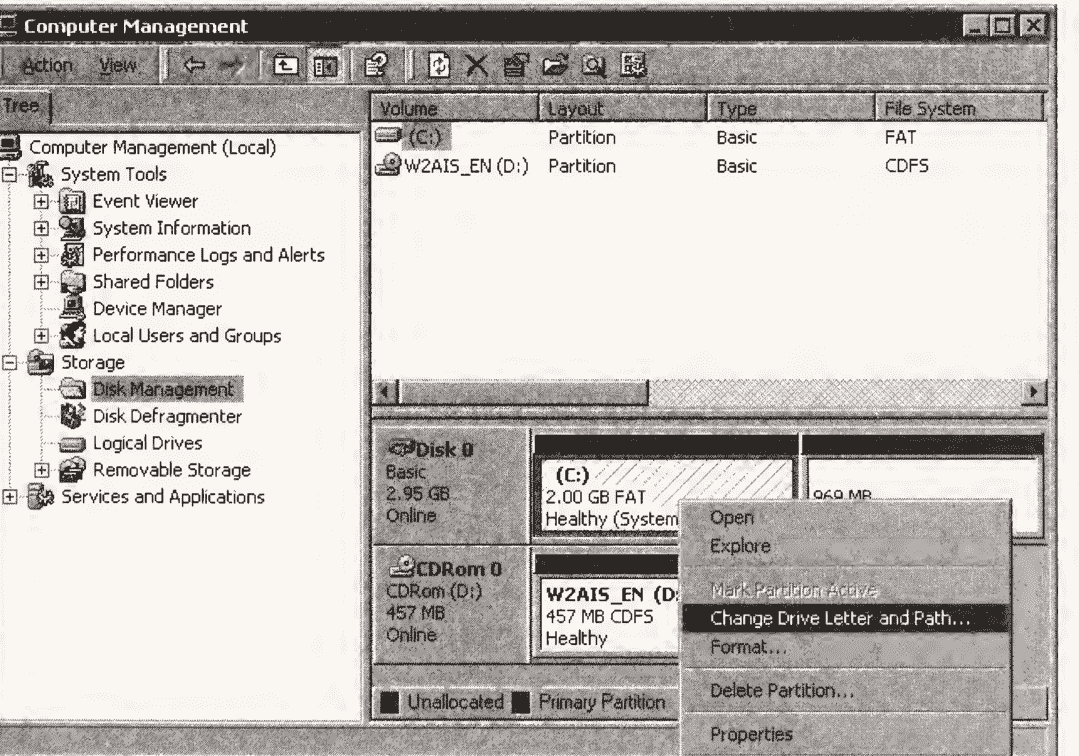 Computer Management
Action View
Tree
Computer Management (Local)
System Tools
Event Viewer
System Information
Performance Logs and Alerts
Shared Folders
Device Manager
Local Users and Groups
Storage
Disk Management
Disk Defragmenter
Logical Drives
Removable Storage
Services and Applications
Volume Layout Type File System
(C:) Partition Basic FAT
W2AIS_EN (D:) Partition Basic CDFS
Disk 0
Basic
2.95 GB
Online
(C:)
2.00 GB FAT
Healthy (System
969 MB
CDRom 0
CDRom (D:)
457 MB
Online
W2AIS_EN (D:
457 MB CDFS
Healthy
Unallocated Primary Partition
Open
Explore
Mark Partition Active
Change Drive Letter and Path...
Format...
Delete Partition...
Properties